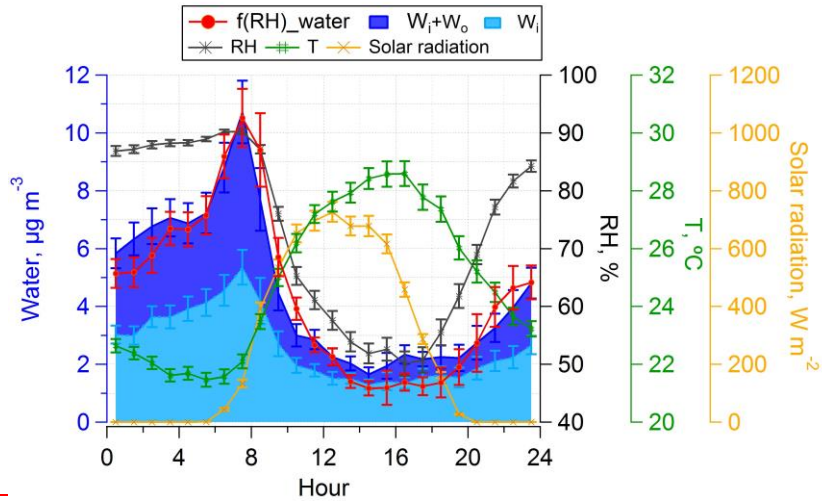 f(RH)_water Wi+Wo Wi
RH T Solar radiation
12 100 32 1200
10 90 30 1000
8 80 28 800
6 70 26 600
4 60 24 400
2 50 22 200
0 40 20 0
Water, µg m-3
RH, %
T, ºC
Solar radiation, W m-2
0 4 8 12 16 20 24
Hour